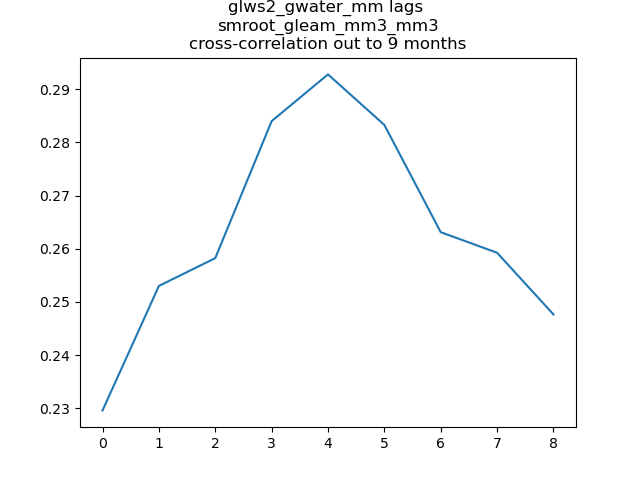 glws2_gwater_mm lags
smroot_gleam_mm3_mm3
cross-correlation out to 9 months
0.29
0.28
0.27
0.26
0.25
0.24
0.23
0 1 2 3 4 5 6 7 8